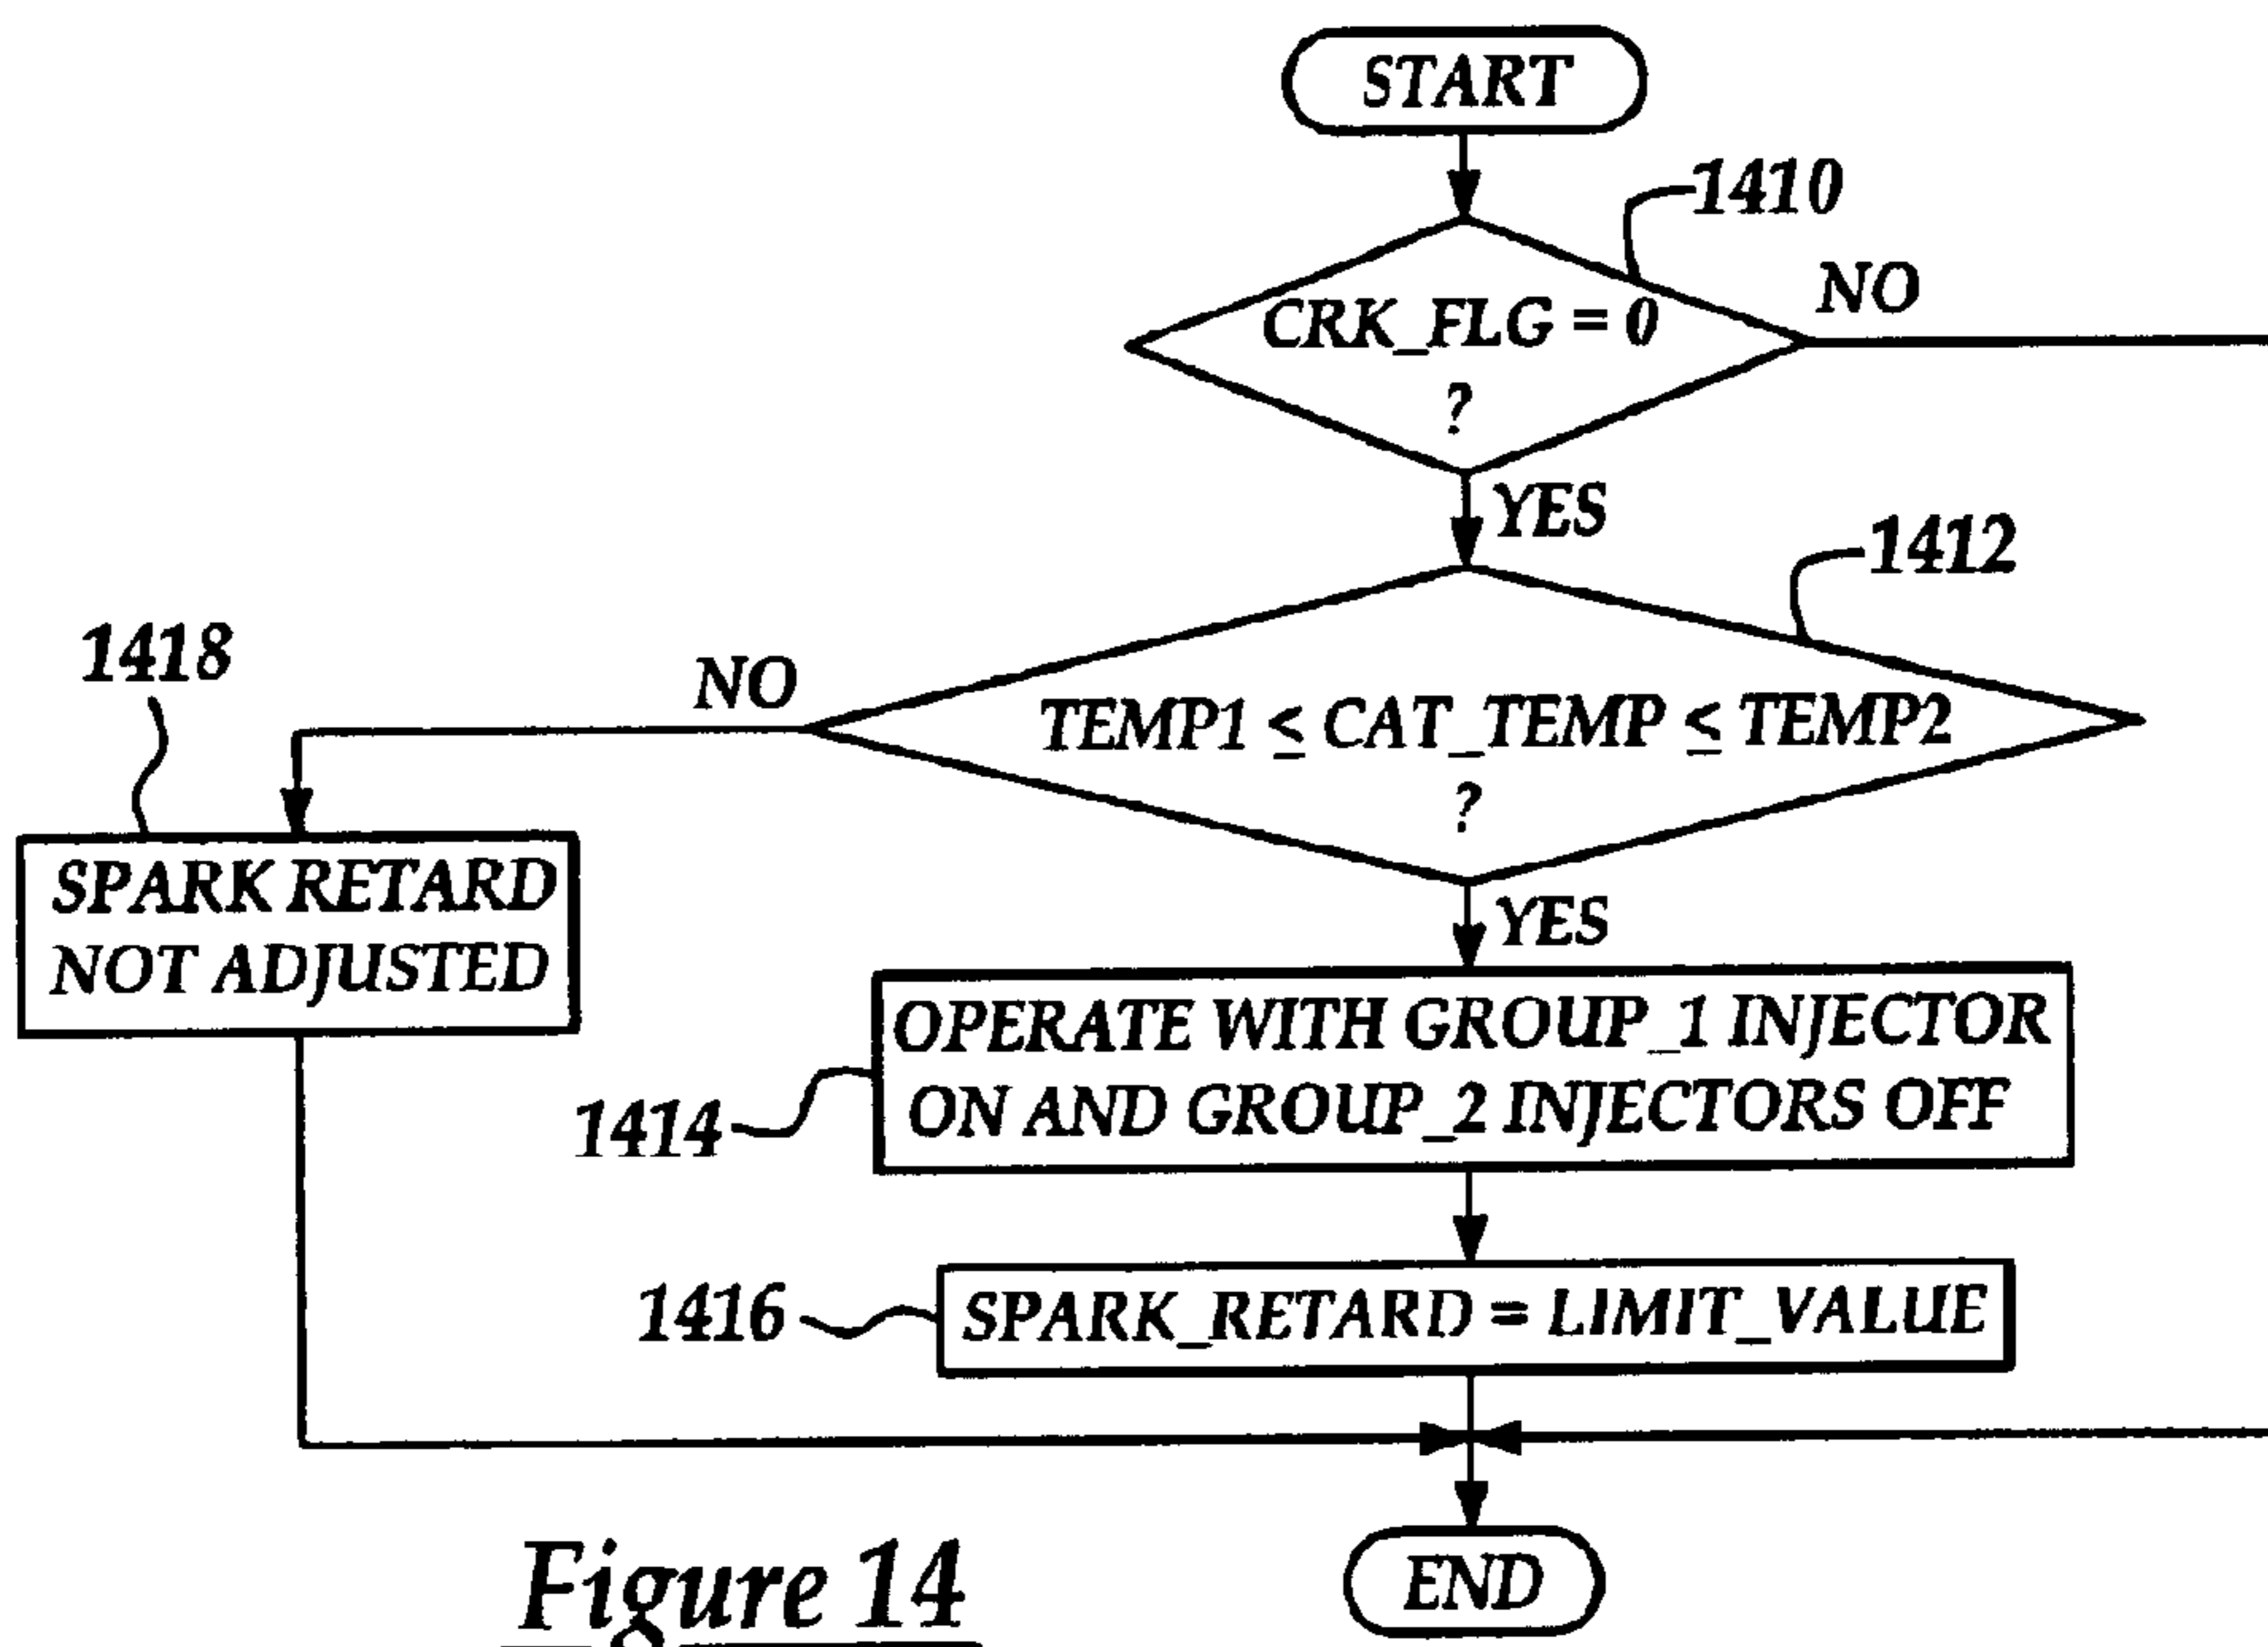 START
1410
NO
CRK_FLG = 0
?
YES
1412
1418
NO
TEMP1 ≤ CAT_TEMP ≤ TEMP2
?
SPARK RETARD
NOT ADJUSTED
YES
OPERATE WITH GROUP_1 INJECTOR
ON AND GROUP_2 INJECTORS OFF
1414
1416
SPARK_RETARD = LIMIT_VALUE
END
Figure 14